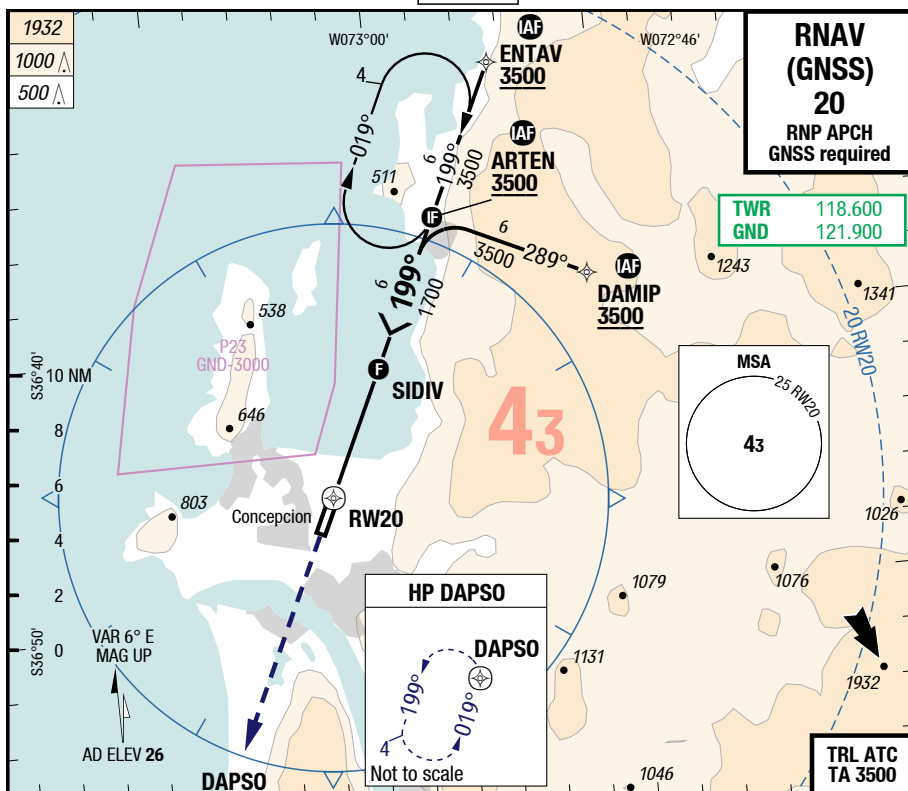 1932
1000
500
W073°00'
W072°46'
RNAV
(GNSS)
20
RNP APCH
GNSS required
IAF
ENTAV
3500
4
019°
6
199°
3500
IAF
ARTEN
3500
511
IF
TWR 118.600
GND 121.900
6
3500
289°
IAF
DAMIP
3500
1243
1341
6
199°
1700
538
P23
GND-3000
20 RW20
S36°40'
10 NM
F
SIDIV
43
MSA
25 RW20
43
646
8
6
803
Concepcion
RW20
1026
4
1079
1076
2
HP DAPSO
DAPSO
199°
019°
4
Not to scale
VAR 6° E
MAG UP
S36°50'
0
1131
1932
AD ELEV 26
DAPSO
1046
TRL ATC
TA 3500